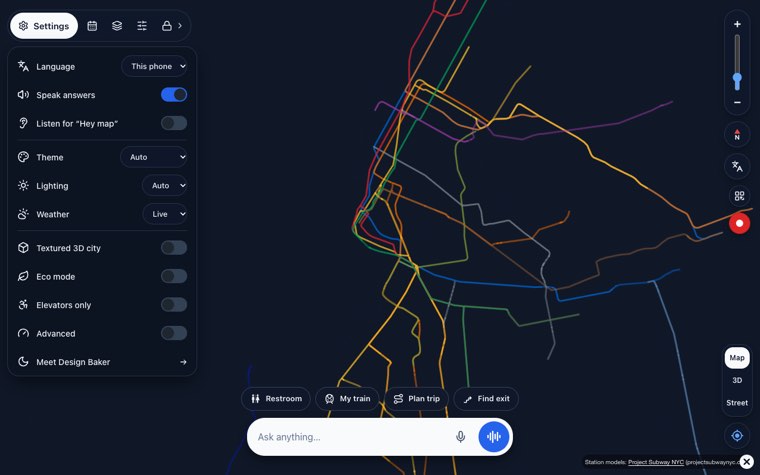 Settings
Language
This phone
Speak answers
Listen for “Hey map”
Theme
Auto
Lighting
Auto
Weather
Live
Textured 3D city
Eco mode
Elevators only
Advanced
Meet Design Baker
N
Map
3D
Street
Restroom
My train
Plan trip
Find exit
Ask anything...
Station models: Project Subway NYC (projectsubwaynyc.